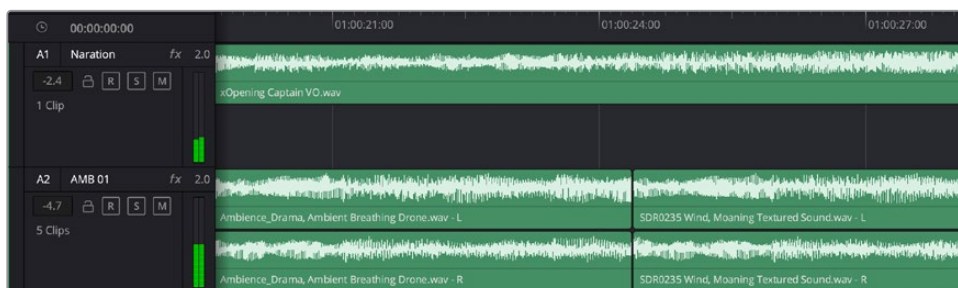 00:00:00:00 01:00:21:00 01:00:24:00 01:00:27:00
A1 Naration fx 2.0
-2.4 R S M
xOpening Captain VO.wav
1 Clip
A2 AMB 01 fx 2.0
-4.7 R S M
Ambience_Drama, Ambient Breathing Drone.wav - L SDR0235 Wind, Moaning Textured Sound.wav - L
5 Clips
Ambience_Drama, Ambient Breathing Drone.wav - R SDR0235 Wind, Moaning Textured Sound.wav - R